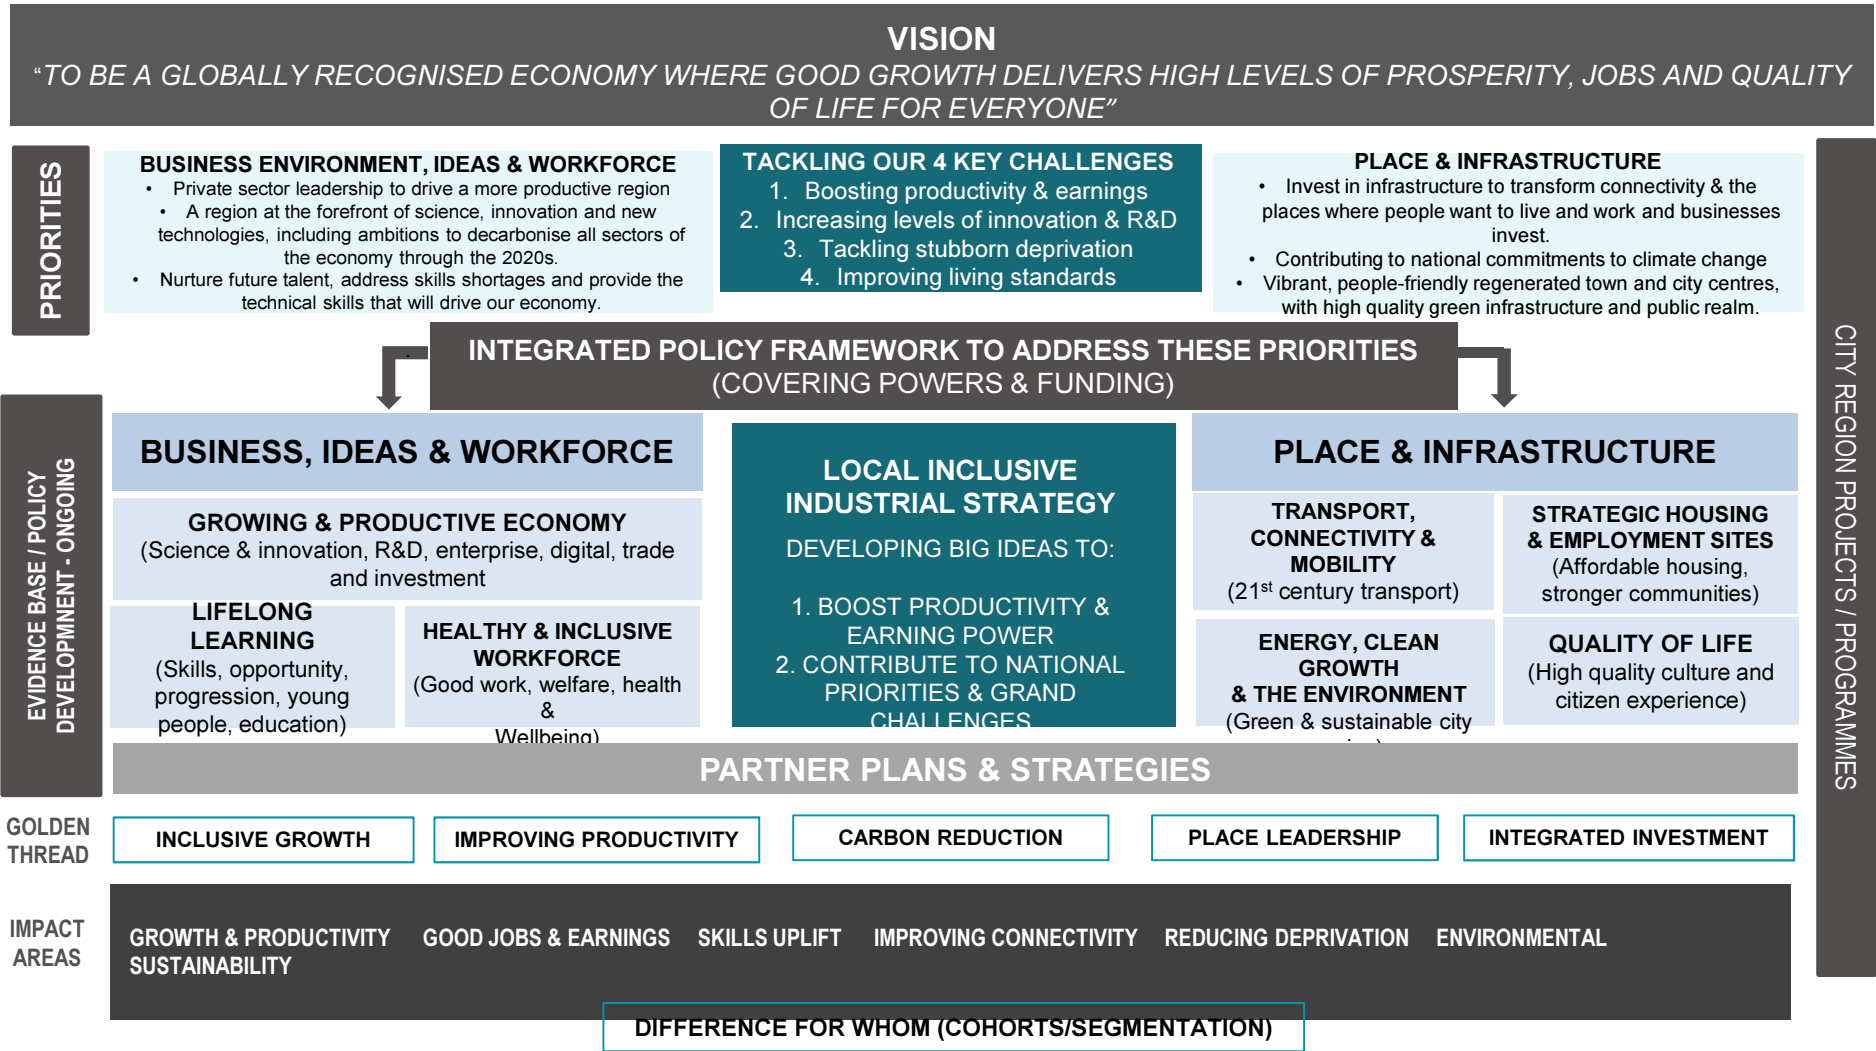 VISION
“TO BE A GLOBALLY RECOGNISED ECONOMY WHERE GOOD GROWTH DELIVERS HIGH LEVELS OF PROSPERITY, JOBS AND QUALITY
OF LIFE FOR EVERYONE”
PRIORITIES
BUSINESS ENVIRONMENT, IDEAS & WORKFORCE
• Private sector leadership to drive a more productive region
• A region at the forefront of science, innovation and new
technologies, including ambitions to decarbonise all sectors of
the economy through the 2020s.
• Nurture future talent, address skills shortages and provide the
technical skills that will drive our economy.
TACKLING OUR 4 KEY CHALLENGES
1. Boosting productivity & earnings
2. Increasing levels of innovation & R&D
3. Tackling stubborn deprivation
4. Improving living standards
PLACE & INFRASTRUCTURE
• Invest in infrastructure to transform connectivity & the
places where people want to live and work and businesses
invest.
• Contributing to national commitments to climate change
• Vibrant, people-friendly regenerated town and city centres,
with high quality green infrastructure and public realm.
CITY REGION PROJECTS / PROGRAMMES
INTEGRATED POLICY FRAMEWORK TO ADDRESS THESE PRIORITIES
(COVERING POWERS & FUNDING)
EVIDENCE BASE / POLICY
DEVELOPMNENT - ONGOING
BUSINESS, IDEAS & WORKFORCE
GROWING & PRODUCTIVE ECONOMY
(Science & innovation, R&D, enterprise, digital, trade
and investment
LIFELONG
LEARNING
(Skills, opportunity,
progression, young
people, education)
HEALTHY & INCLUSIVE
WORKFORCE
(Good work, welfare, health
&
Wellbeing)
LOCAL INCLUSIVE
INDUSTRIAL STRATEGY
DEVELOPING BIG IDEAS TO:
1. BOOST PRODUCTIVITY &
EARNING POWER
2. CONTRIBUTE TO NATIONAL
PRIORITIES & GRAND
CHALLENGES
PLACE & INFRASTRUCTURE
TRANSPORT,
CONNECTIVITY &
MOBILITY
(21st century transport)
STRATEGIC HOUSING
& EMPLOYMENT SITES
(Affordable housing,
stronger communities)
ENERGY, CLEAN
GROWTH
& THE ENVIRONMENT
(Green & sustainable city
QUALITY OF LIFE
(High quality culture and
citizen experience)
PARTNER PLANS & STRATEGIES
GOLDEN
THREAD
INCLUSIVE GROWTH
IMPROVING PRODUCTIVITY
CARBON REDUCTION
PLACE LEADERSHIP
INTEGRATED INVESTMENT
IMPACT
AREAS
GROWTH & PRODUCTIVITY GOOD JOBS & EARNINGS SKILLS UPLIFT IMPROVING CONNECTIVITY REDUCING DEPRIVATION ENVIRONMENTAL
SUSTAINABILITY
DIFFERENCE FOR WHOM (COHORTS/SEGMENTATION)